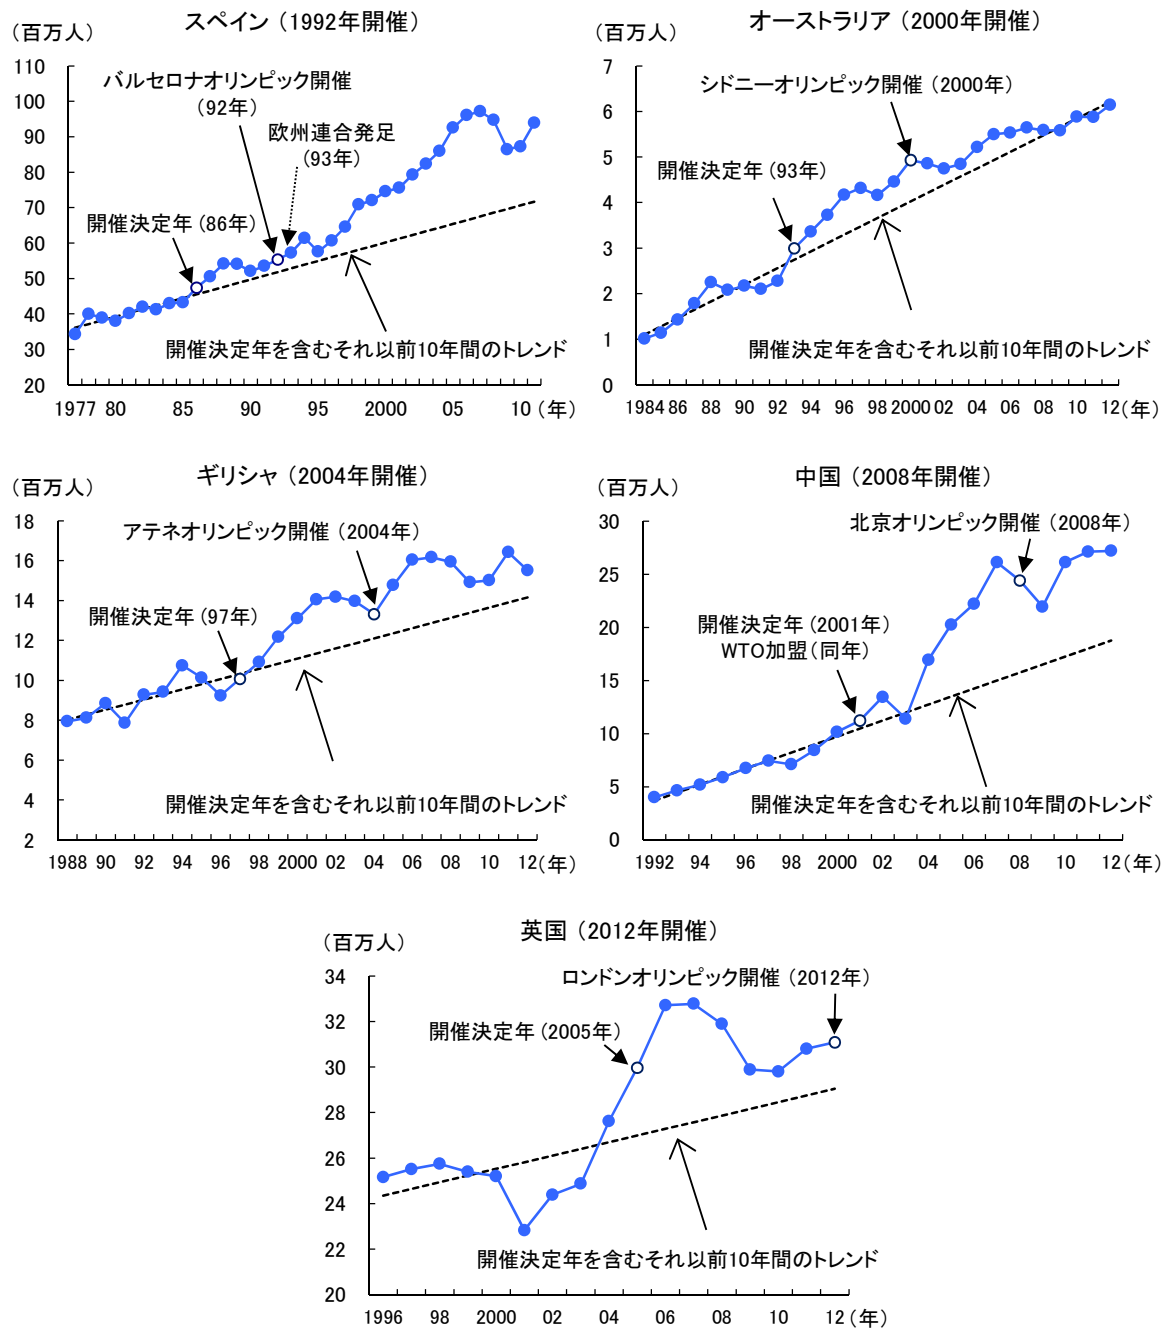 スペイン（1992年開催）
（百万人）
110
100
90
80
70
60
50
40
30
20
バルセロナオリンピック開催
（92年）
欧州連合発足
（93年）
開催決定年（86年）
開催決定年を含むそれ以前10年間のトレンド
1977 80 85 90 95 2000 05 10（年）
オーストラリア（2000年開催）
（百万人）
7
6
5
4
3
2
1
0
シドニーオリンピック開催（2000年）
開催決定年（93年）
開催決定年を含むそれ以前10年間のトレンド
1984 86 88 90 92 94 96 98 2000 02 04 06 08 10 12（年）
ギリシャ（2004年開催）
（百万人）
18
16
14
12
10
8
6
4
2
アテネオリンピック開催（2004年）
開催決定年（97年）
開催決定年を含むそれ以前10年間のトレンド
1988 90 92 94 96 98 2000 02 04 06 08 10 12（年）
中国（2008年開催）
（百万人）
30
25
20
15
10
5
0
北京オリンピック開催（2008年）
開催決定年（2001年）
WTO加盟（同年）
開催決定年を含むそれ以前10年間のトレンド
1992 94 96 98 2000 02 04 06 08 10 12（年）
英国（2012年開催）
（百万人）
34
32
30
28
26
24
22
20
ロンドンオリンピック開催（2012年）
開催決定年（2005年）
開催決定年を含むそれ以前10年間のトレンド
1996 98 2000 02 04 06 08 10 12（年）